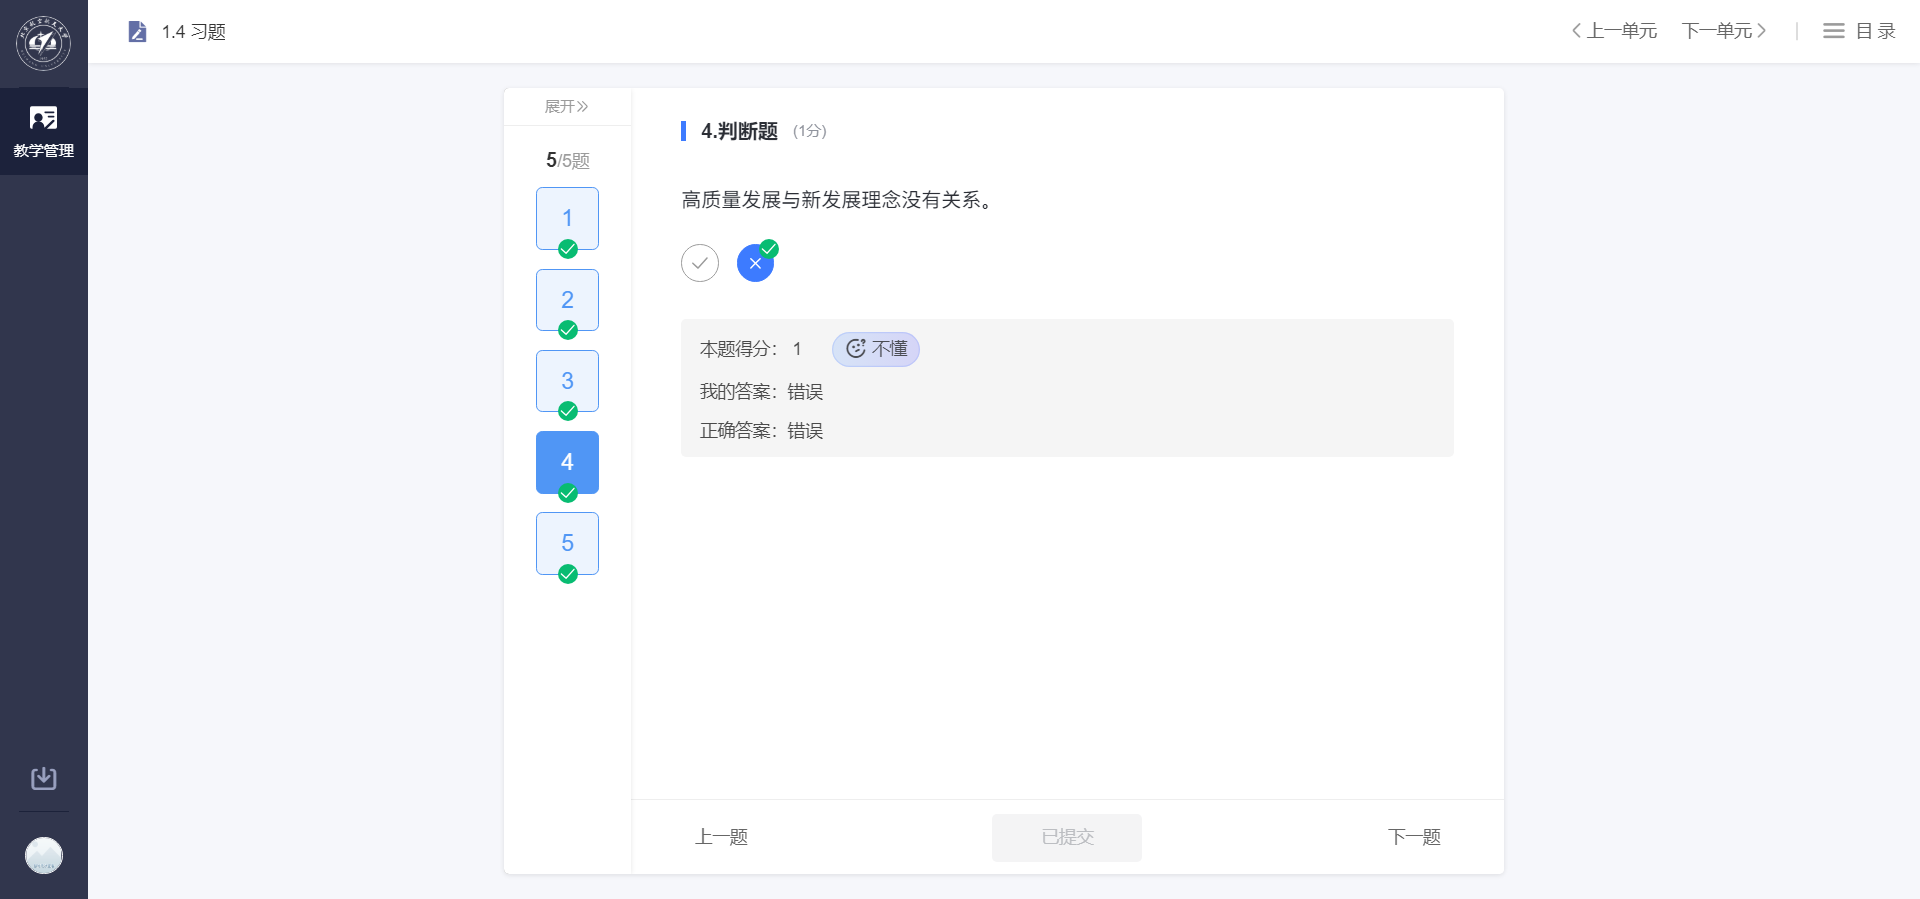 1.4 习题
上一单元 下一单元 目录
教学管理
展开
5/5题
1
2
3
4
5
4.判断题 (1分)
高质量发展与新发展理念没有关系。
本题得分： 1 不懂
我的答案：错误
正确答案：错误
上一题 已提交 下一题